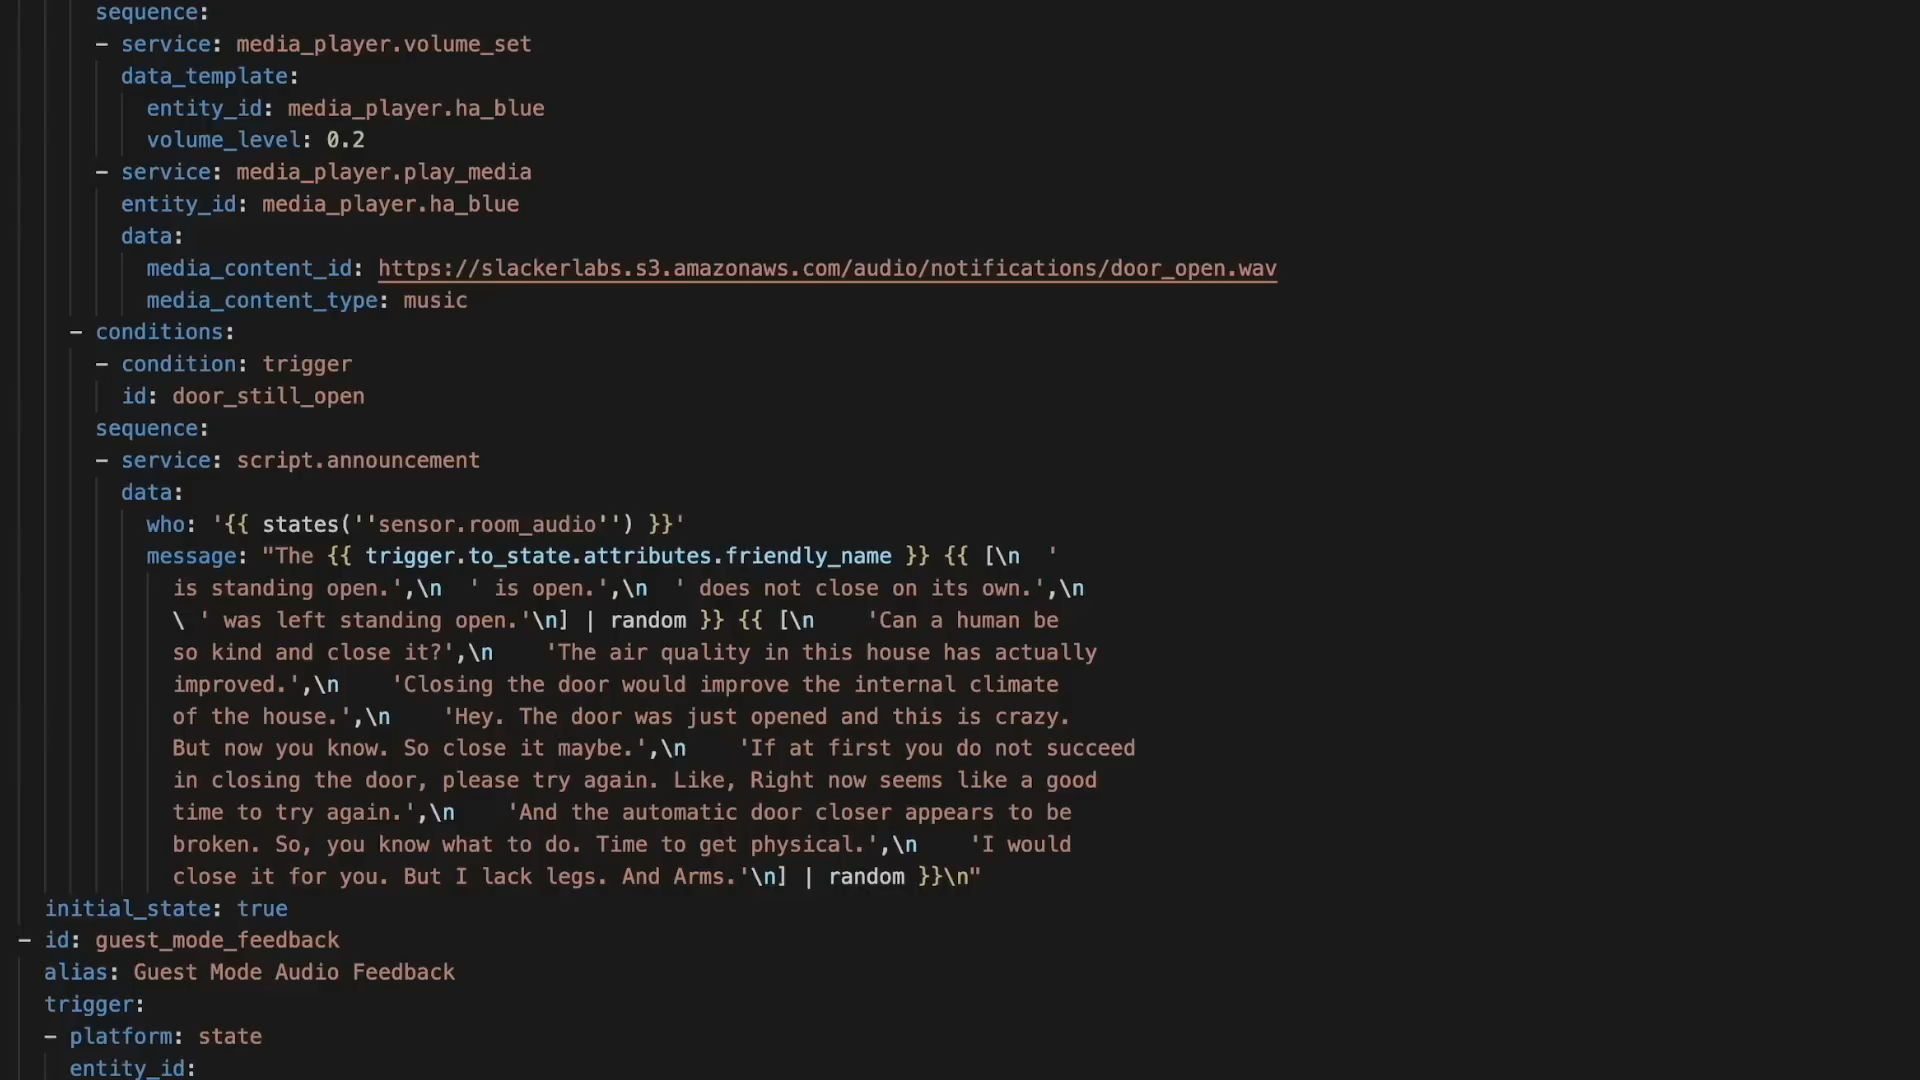 sequence:
- service: media_player.volume_set
data_template:
entity_id: media_player.ha_blue
volume_level: 0.2
- service: media_player.play_media
entity_id: media_player.ha_blue
data:
media_content_id: https://slackerlabs.s3.amazonaws.com/audio/notifications/door_open.wav
media_content_type: music
- conditions:
- condition: trigger
id: door_still_open
sequence:
- service: script.announcement
data:
who: '{{ states(''sensor.room_audio'') }}'
message: "The {{ trigger.to_state.attributes.friendly_name }} {{ [\n  '
is standing open.',\n  ' is open.',\n  ' does not close on its own.',\n
\ ' was left standing open.'\n] | random }} {{ [\n    'Can a human be
so kind and close it?',\n    'The air quality in this house has actually
improved.',\n    'Closing the door would improve the internal climate
of the house.',\n    'Hey. The door was just opened and this is crazy.
But now you know. So close it maybe.',\n    'If at first you do not succeed
in closing the door, please try again. Like, Right now seems like a good
time to try again.',\n    'And the automatic door closer appears to be
broken. So, you know what to do. Time to get physical.',\n    'I would
close it for you. But I lack legs. And Arms.'\n] | random }}\n"
initial_state: true
- id: guest_mode_feedback
alias: Guest Mode Audio Feedback
trigger:
- platform: state
entity_id: